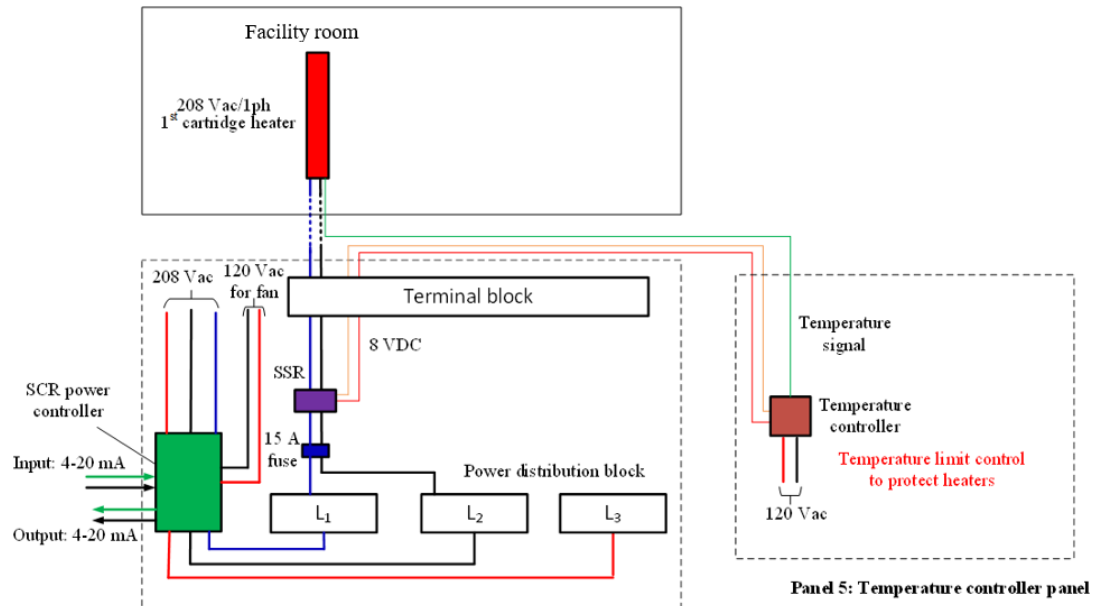 Facility room
208 Vac/1ph
1st cartridge heater
208 Vac
120 Vac
for fan
Terminal block
8 VDC
SSR
SCR power
controller
15 A
fuse
Input: 4-20 mA
Output: 4-20 mA
Power distribution block
L1
L2
L3
Temperature
signal
Temperature
controller
Temperature limit control
to protect heaters
120 Vac
Panel 5: Temperature controller panel